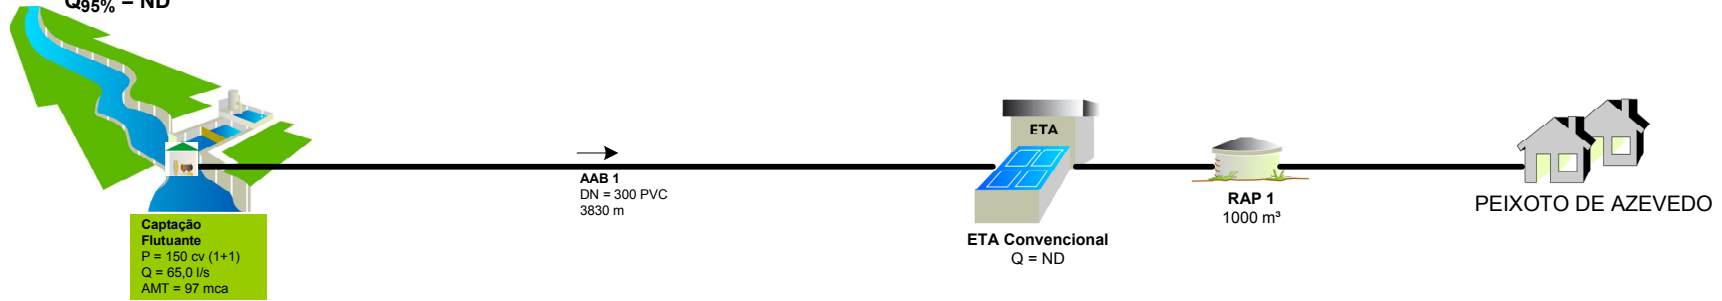 Q95% = ND
ETA
AAB 1
DN = 300 PVC
3830 m
RAP 1
1000 m³
PEIXOTO DE AZEVEDO
Captação
Flutuante
P = 150 cv (1+1)
Q = 65,0 l/s
AMT = 97 mca
ETA Convencional
Q = ND